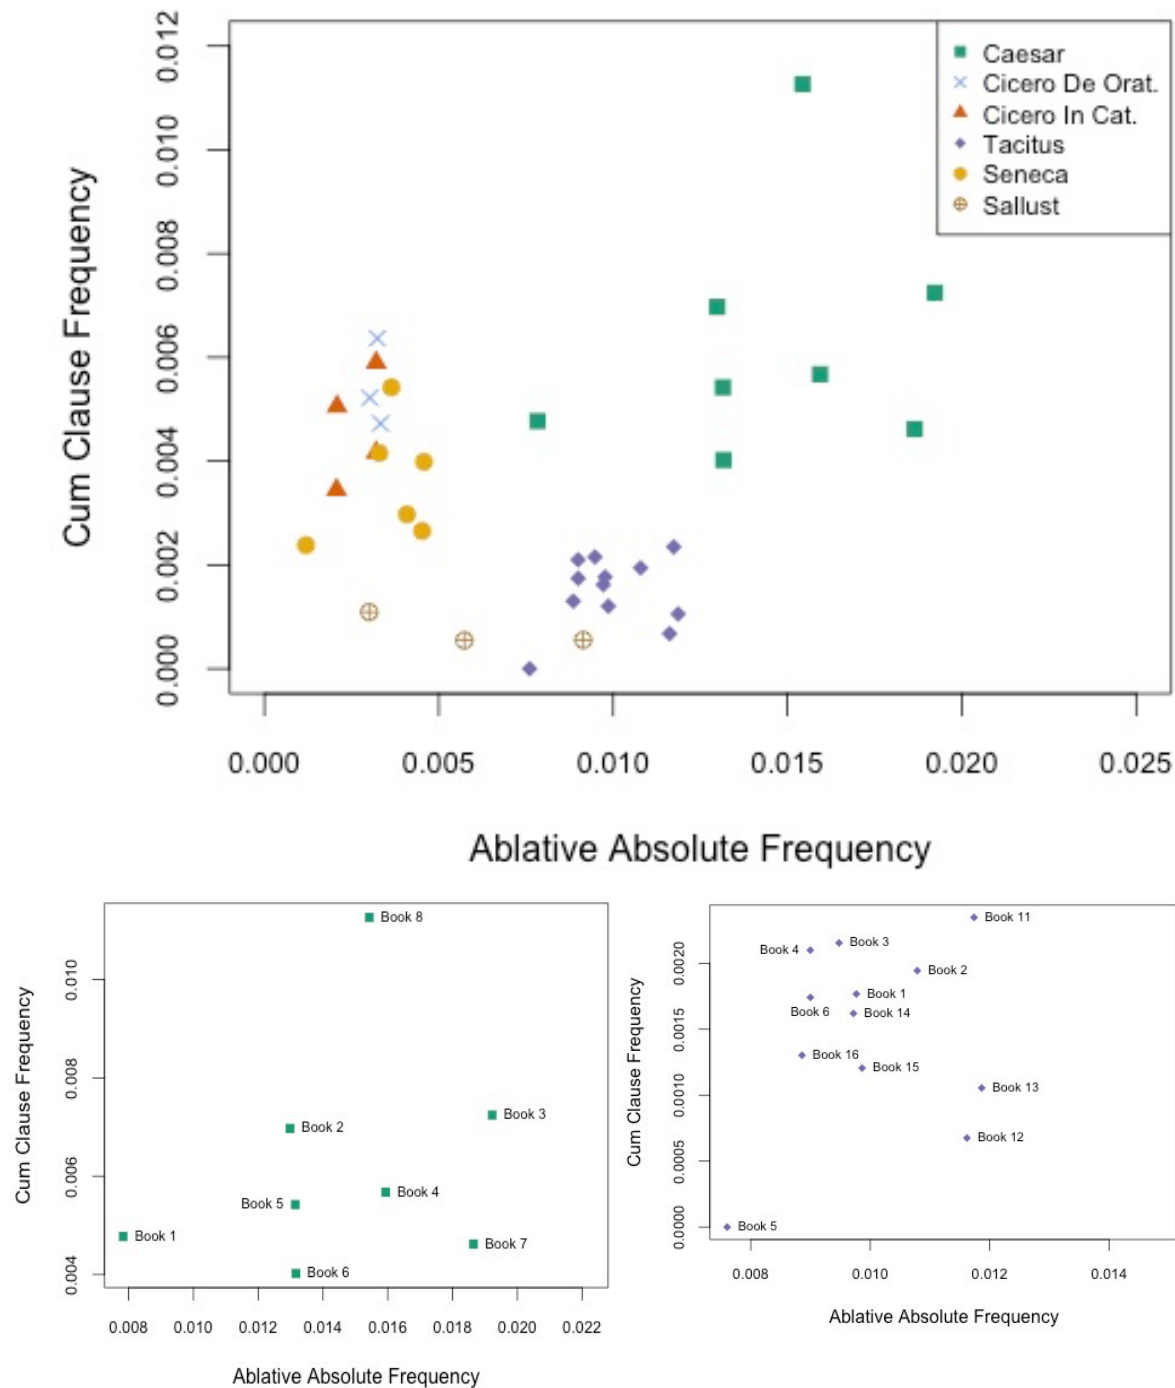 0.012
0.010
0.008
0.006
0.004
0.002
0.000
Cum Clause Frequency
Caesar
Cicero De Orat.
Cicero In Cat.
Tacitus
Seneca
Sallust
0.000 0.005 0.010 0.015 0.020 0.025
Ablative Absolute Frequency
0.010
0.008
0.006
0.004
Cum Clause Frequency
Book 8
Book 3
Book 2
Book 4
Book 5
Book 1
Book 7
Book 6
0.008 0.010 0.012 0.014 0.016 0.018 0.020 0.022
Ablative Absolute Frequency
0.0020
0.0015
0.0010
0.0005
0.0000
Cum Clause Frequency
Book 11
Book 3
Book 4
Book 2
Book 1
Book 6
Book 14
Book 16
Book 15
Book 13
Book 12
Book 5
0.008 0.010 0.012 0.014
Ablative Absolute Frequency